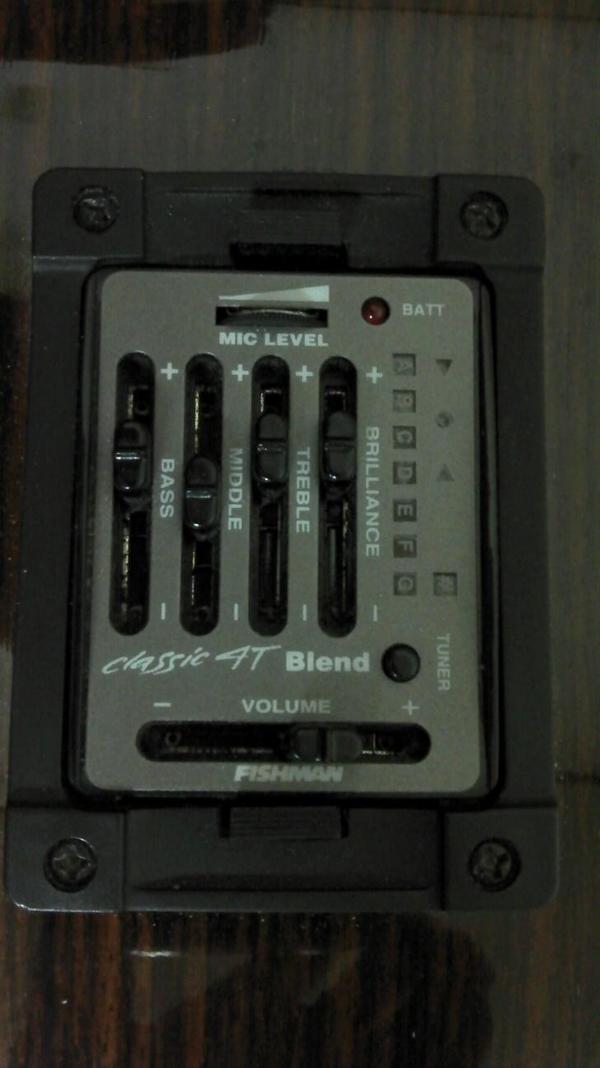 BATT
MIC LEVEL
+ + + +
BASS
MIDDLE
TREBLE
BRILLIANCE
A
B
C
D
E
F
G #
- - - -
classic 4T Blend
TUNER
- VOLUME +
FISHMAN